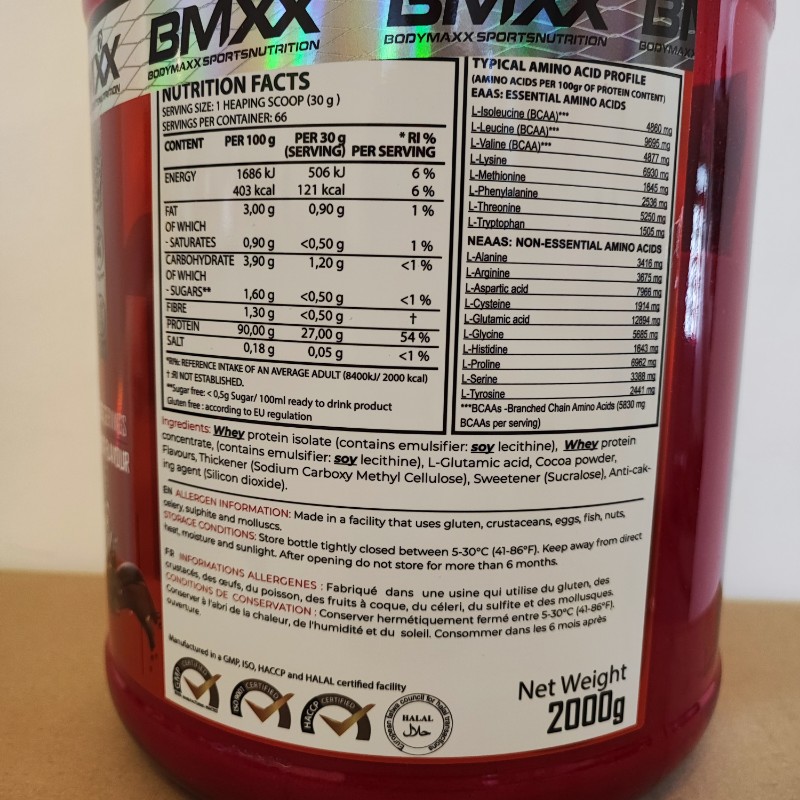 BMXX
BODYMAXX SPORTSNUTRITION
BMXX
BODYMAXX SPORTSNUTRITION
BM
BODYMAXX
NUTRITION FACTS
SERVING SIZE: 1 HEAPING SCOOP (30 g )
SERVINGS PER CONTAINER: 66
CONTENT PER 100 g PER 30 g (SERVING) * RI % PER SERVING
ENERGY 1686 kJ 506 kJ 6 %
403 kcal 121 kcal 6 %
FAT 3,00 g 0,90 g 1 %
OF WHICH
- SATURATES 0,90 g <0,50 g 1 %
CARBOHYDRATE 3,90 g 1,20 g <1 %
OF WHICH
- SUGARS** 1,60 g <0,50 g <1 %
FIBRE 1,30 g <0,50 g †
PROTEIN 90,00 g 27,00 g 54 %
SALT 0,18 g 0,05 g <1 %
*RI%: REFERENCE INTAKE OF AN AVERAGE ADULT (8400kJ/ 2000 kcal)
† :RI NOT ESTABLISHED.
**Sugar free: < 0,5g Sugar/ 100ml ready to drink product
Gluten free : according to EU regulation
TYPICAL AMINO ACID PROFILE
(AMINO ACIDS PER 100gr OF PROTEIN CONTENT)
EAAS: ESSENTIAL AMINO ACIDS
L-Isoleucine (BCAA)*** 4860 mg
L-Leucine (BCAA)*** 9695 mg
L-Valine (BCAA)*** 4877 mg
L-Lysine 6930 mg
L-Methionine 1645 mg
L-Phenylalanine 2536 mg
L-Threonine 5250 mg
L-Tryptophan 1505 mg
NEAAS: NON-ESSENTIAL AMINO ACIDS
L-Alanine 3416 mg
L-Arginine 3675 mg
L-Aspartic acid 7966 mg
L-Cysteine 1914 mg
L-Glutamic acid 12894 mg
L-Glycine 5685 mg
L-Histidine 1643 mg
L-Proline 6962 mg
L-Serine 3388 mg
L-Tyrosine 2441 mg
***BCAAs -Branched Chain Amino Acids (5830 mg
BCAAs per serving)
Ingredients: Whey protein isolate (contains emulsifier: soy lecithine), Whey protein
concentrate, (contains emulsifier: soy lecithine), L-Glutamic acid, Cocoa powder,
Flavours, Thickener (Sodium Carboxy Methyl Cellulose), Sweetener (Sucralose), Anti-cak-
ing agent (Silicon dioxide).
EN ALLERGEN INFORMATION: Made in a facility that uses gluten, crustaceans, eggs, fish, nuts,
celery, sulphite and molluscs.
STORAGE CONDITIONS: Store bottle tightly closed between 5-30°C (41-86°F). Keep away from direct
heat, moisture and sunlight. After opening do not store for more than 6 months.
FR INFORMATIONS ALLERGENES : Fabriqué dans une usine qui utilise du gluten, des
crustacés, des œufs, du poisson, des fruits à coque, du céleri, du sulfite et des mollusques.
CONDITIONS DE CONSERVATION : Conserver hermétiquement fermé entre 5-30°C (41-86°F).
Conserver à l'abri de la chaleur, de l'humidité et du soleil. Consommer dans les 6 mois après
ouverture.
Manufactured in a GMP, ISO, HACCP and HALAL certified facility
GMP CERTIFIED
CERTIFIED
HACCP CERTIFIED
HALAL
حلال
Net Weight
2000g